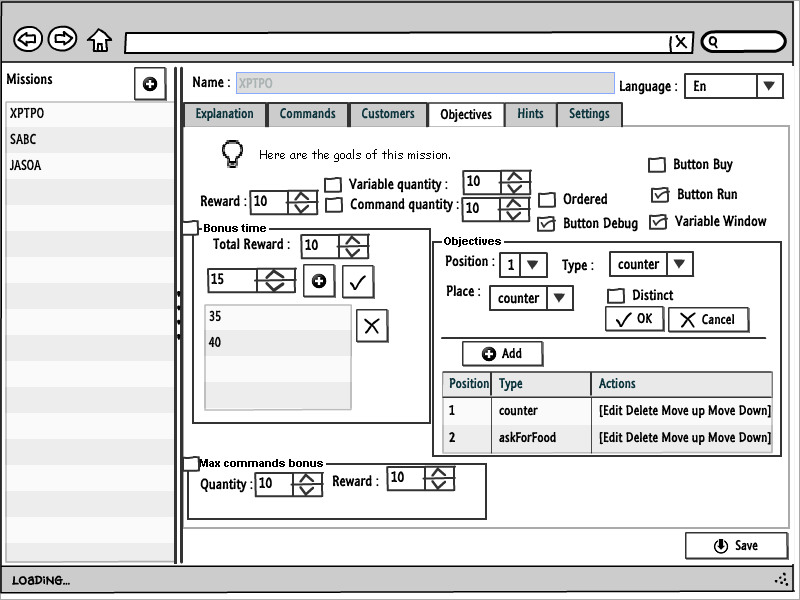 Missions
XPTPO
SABC
JASOA
Name :
XPTPO
Language :
En
Explanation
Commands
Customers
Objectives
Hints
Settings
Here are the goals of this mission.
Reward :
10
Variable quantity :
10
Command quantity :
10
Ordered
Button Debug
Button Buy
Button Run
Variable Window
Bonus time
Total Reward :
10
15
35
40
Objectives
Position :
1
Type :
counter
Place :
counter
Distinct
OK
Cancel
Add
Position Type Actions
1 counter [Edit Delete Move up Move Down]
2 askForFood [Edit Delete Move up Move Down]
Max commands bonus
Quantity :
10
Reward :
10
Save
LOADING...